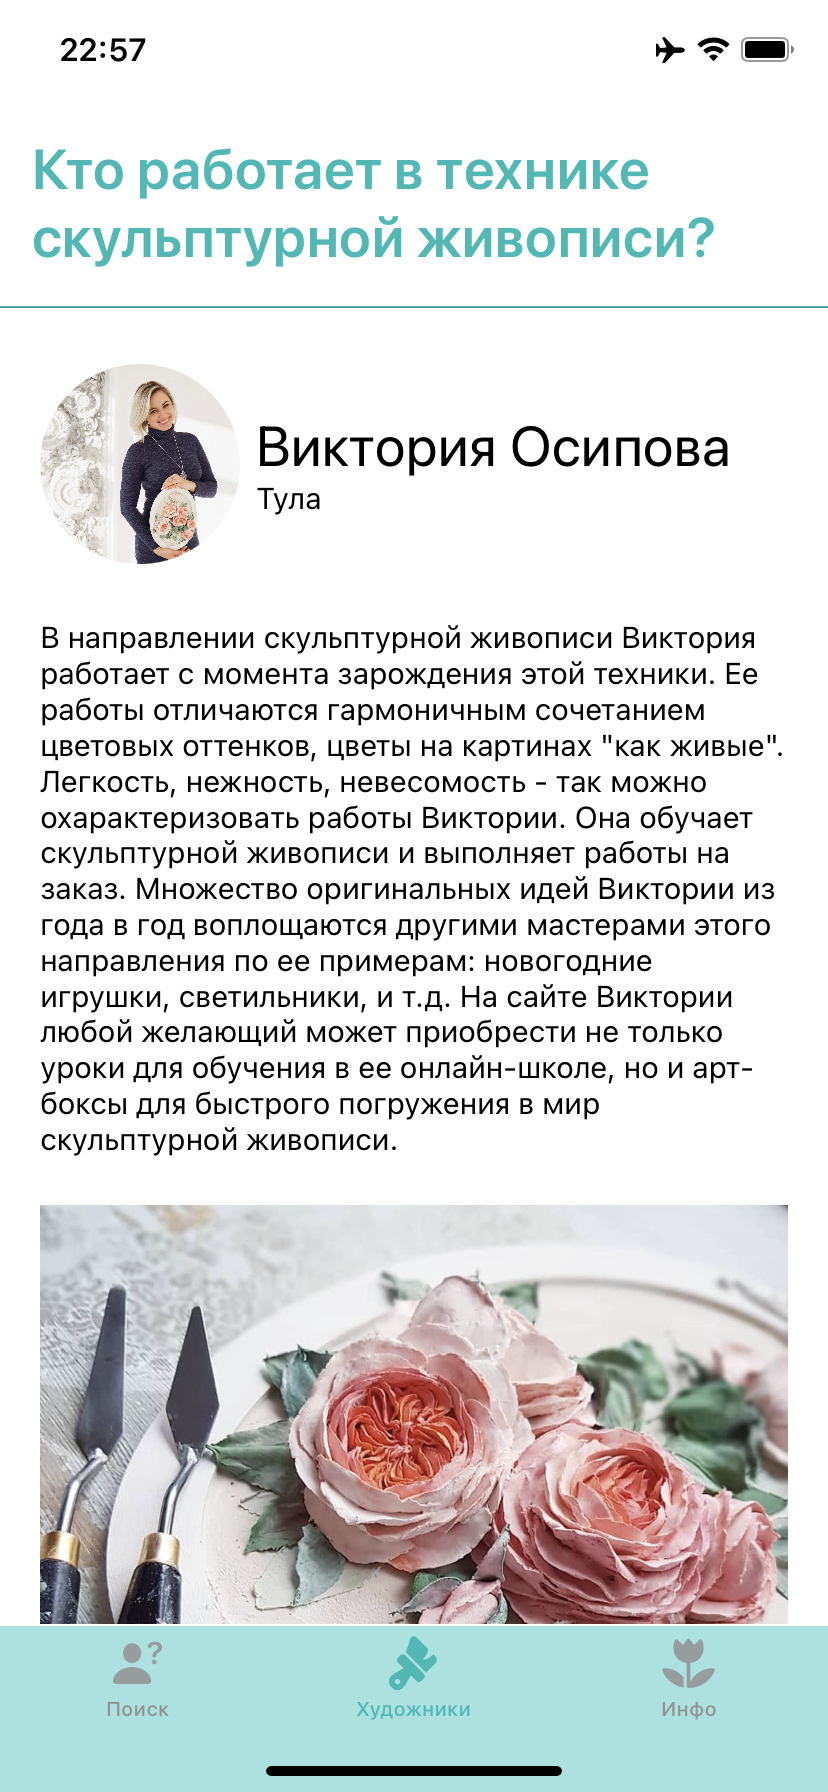 22:57
Кто работает в технике
скульптурной живописи?
Виктория Осипова
Тула
В направлении скульптурной живописи Виктория
работает с момента зарождения этой техники. Ее
работы отличаются гармоничным сочетанием
цветовых оттенков, цветы на картинах "как живые".
Легкость, нежность, невесомость - так можно
охарактеризовать работы Виктории. Она обучает
скульптурной живописи и выполняет работы на
заказ. Множество оригинальных идей Виктории из
года в год воплощаются другими мастерами этого
направления по ее примерам: новогодние
игрушки, светильники, и т.д. На сайте Виктории
любой желающий может приобрести не только
уроки для обучения в ее онлайн-школе, но и арт-
боксы для быстрого погружения в мир
скульптурной живописи.
Поиск
Художники
Инфо